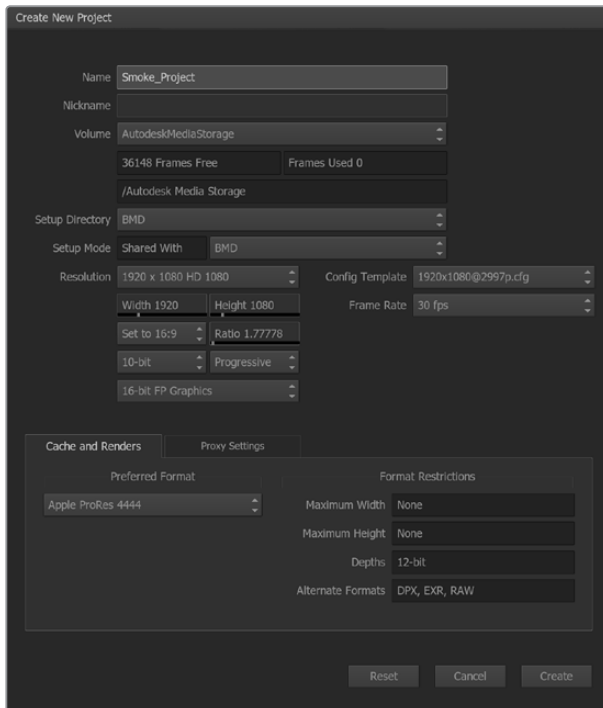 Create New Project
Name Smoke_Project
Nickname
Volume AutodeskMediaStorage
36148 Frames Free Frames Used 0
/Autodesk Media Storage
Setup Directory BMD
Setup Mode Shared With BMD
Resolution 1920 x 1080 HD 1080 Config Template 1920x1080@2997p.cfg
Width 1920 Height 1080 Frame Rate 30 fps
Set to 16:9 Ratio 1.77778
10-bit Progressive
16-bit FP Graphics
Cache and Renders Proxy Settings
Preferred Format Format Restrictions
Apple ProRes 4444 Maximum Width None
Maximum Height None
Depths 12-bit
Alternate Formats DPX, EXR, RAW
Reset Cancel Create